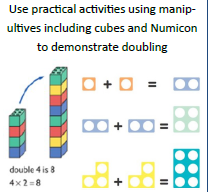 Use practical activities using manip-
ultives including cubes and Numicon
to demonstrate doubling
+ =
+ =
double 4 is 8
4 × 2 = 8
+ =